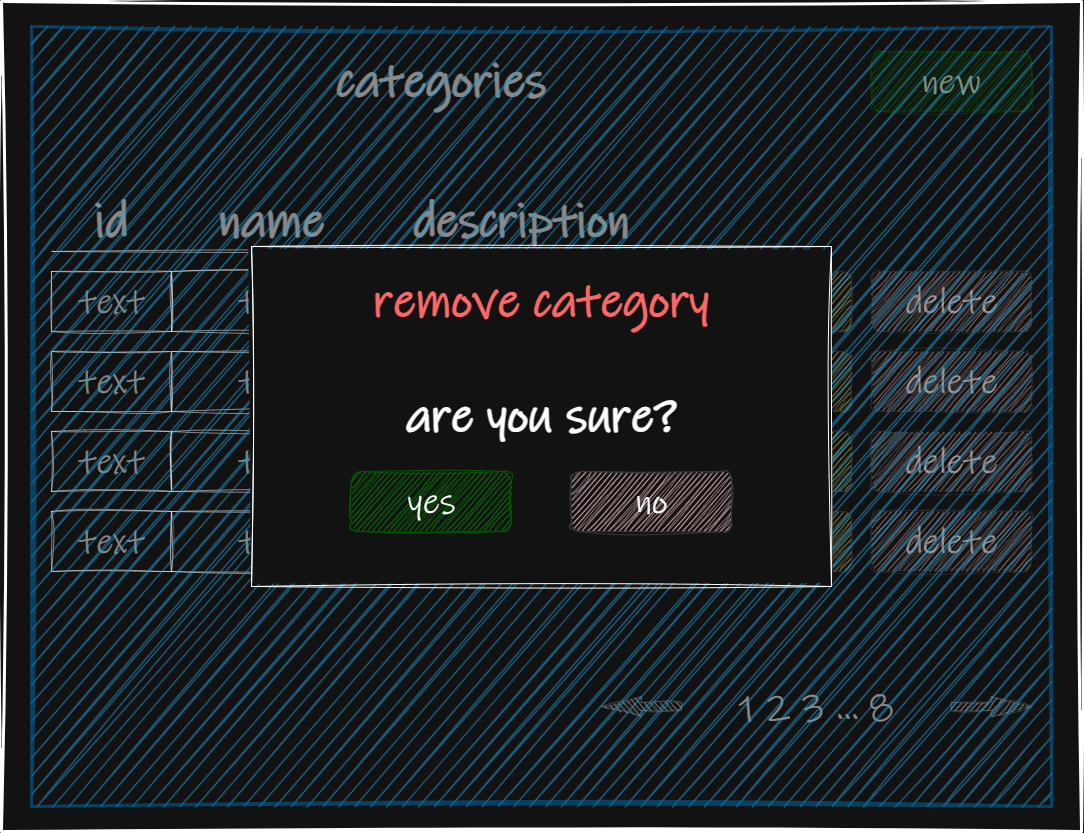 categories
new
id name description
text t delete
text t delete
text t delete
text t delete
remove category
are you sure?
yes no
1 2 3 ... 8